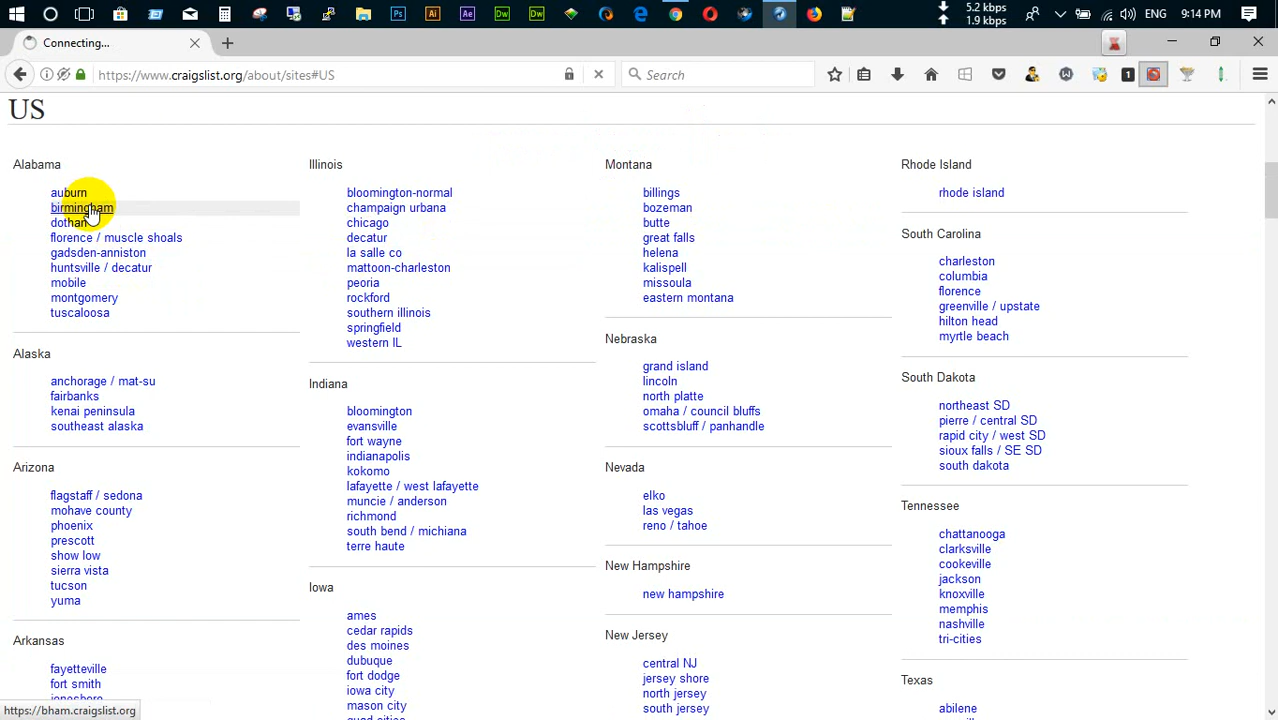 Ps Ai Ae Dw Dw 5.2 kbps 1.9 kbps ENG 9:14 PM
Connecting...
https://www.craigslist.org/about/sites#US Search 1
US
Alabama
auburn
birmingham
dothan
florence / muscle shoals
gadsden-anniston
huntsville / decatur
mobile
montgomery
tuscaloosa
Alaska
anchorage / mat-su
fairbanks
kenai peninsula
southeast alaska
Arizona
flagstaff / sedona
mohave county
phoenix
prescott
show low
sierra vista
tucson
yuma
Arkansas
fayetteville
fort smith
jonesboro
Illinois
bloomington-normal
champaign urbana
chicago
decatur
la salle co
mattoon-charleston
peoria
rockford
southern illinois
springfield
western IL
Indiana
bloomington
evansville
fort wayne
indianapolis
kokomo
lafayette / west lafayette
muncie / anderson
richmond
south bend / michiana
terre haute
Iowa
ames
cedar rapids
des moines
dubuque
fort dodge
iowa city
mason city
quad cities
Montana
billings
bozeman
butte
great falls
helena
kalispell
missoula
eastern montana
Nebraska
grand island
lincoln
north platte
omaha / council bluffs
scottsbluff / panhandle
Nevada
elko
las vegas
reno / tahoe
New Hampshire
new hampshire
New Jersey
central NJ
jersey shore
north jersey
south jersey
Rhode Island
rhode island
South Carolina
charleston
columbia
florence
greenville / upstate
hilton head
myrtle beach
South Dakota
northeast SD
pierre / central SD
rapid city / west SD
sioux falls / SE SD
south dakota
Tennessee
chattanooga
clarksville
cookeville
jackson
knoxville
memphis
nashville
tri-cities
Texas
abilene
https://bham.craigslist.org